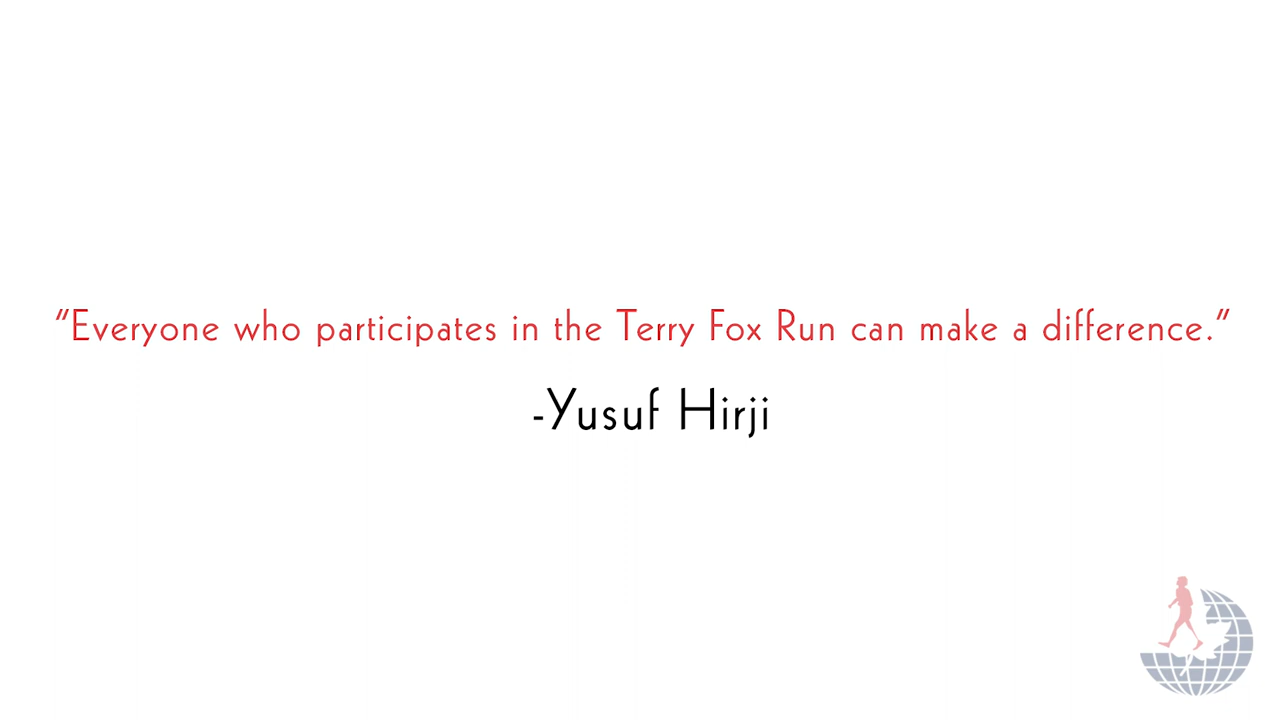 "Everyone who participates in the Terry Fox Run can make a difference."
-Yusuf Hirji